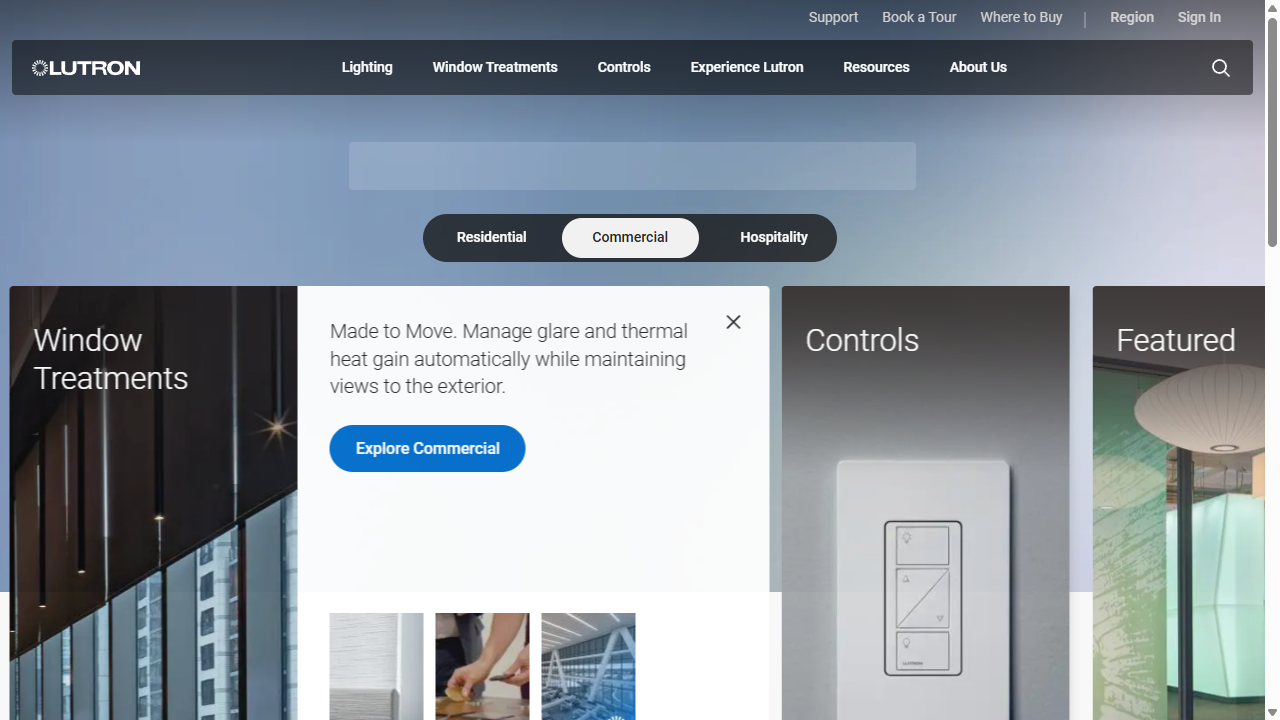 Support Book a Tour Where to Buy | Region Sign In
LUTRON Lighting Window Treatments Controls Experience Lutron Resources About Us
Residential Commercial Hospitality
Window
Treatments
Made to Move. Manage glare and thermal
heat gain automatically while maintaining
views to the exterior.
Explore Commercial
Controls
LUTRON
Featured